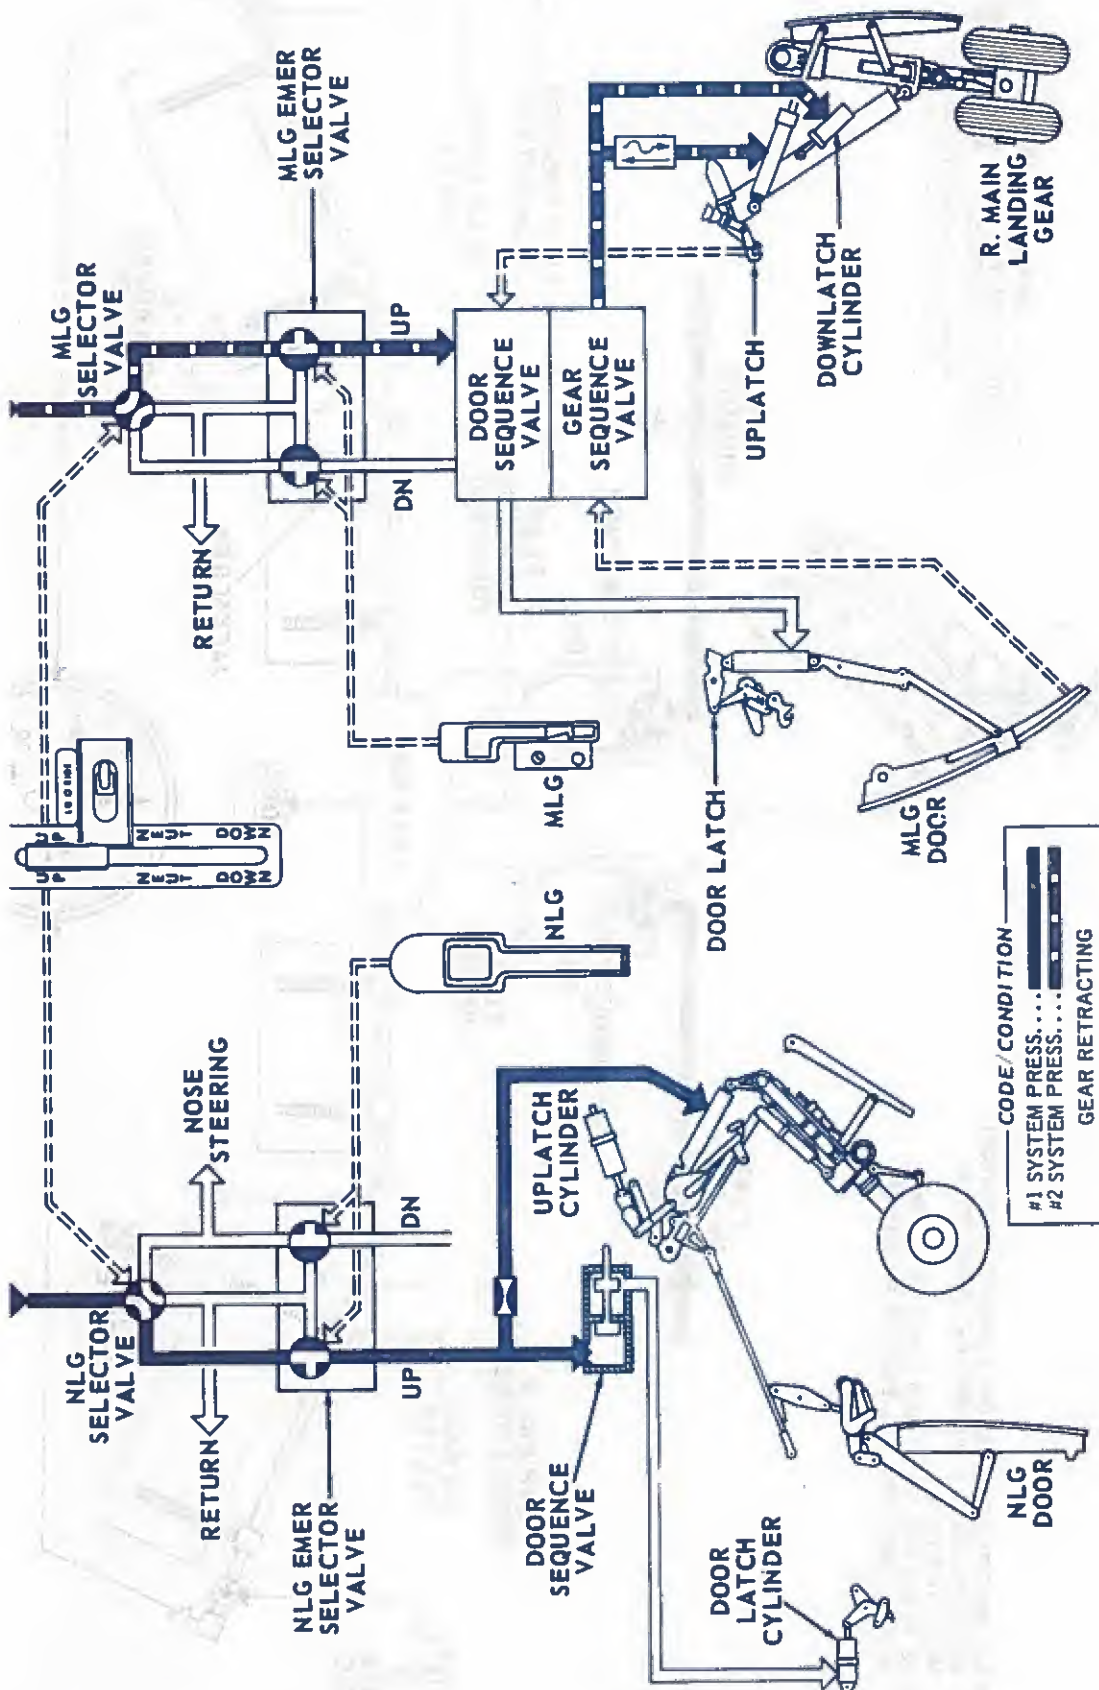 NLG
SELECTOR
VALVE
RETURN
NOSE
STEERING
NLG EMER
SELECTOR
VALVE
UP
DN
DOOR
SEQUENCE
VALVE
UPLATCH
CYLINDER
DOOR
LATCH
CYLINDER
NLG
DOOR
UP
NEUT
DOWN
UP
NEUT
DOWN
NLG
MLG
MLG
SELECTOR
VALVE
RETURN
MLG EMER
SELECTOR
VALVE
DN
UP
DOOR
SEQUENCE
VALVE
GEAR
SEQUENCE
VALVE
DOOR LATCH
MLG
DOOR
UPLATCH
DOWNLATCH
CYLINDER
R. MAIN
LANDING
GEAR
CODE/CONDITION
#1 SYSTEM PRESS....
#2 SYSTEM PRESS....
GEAR RETRACTING